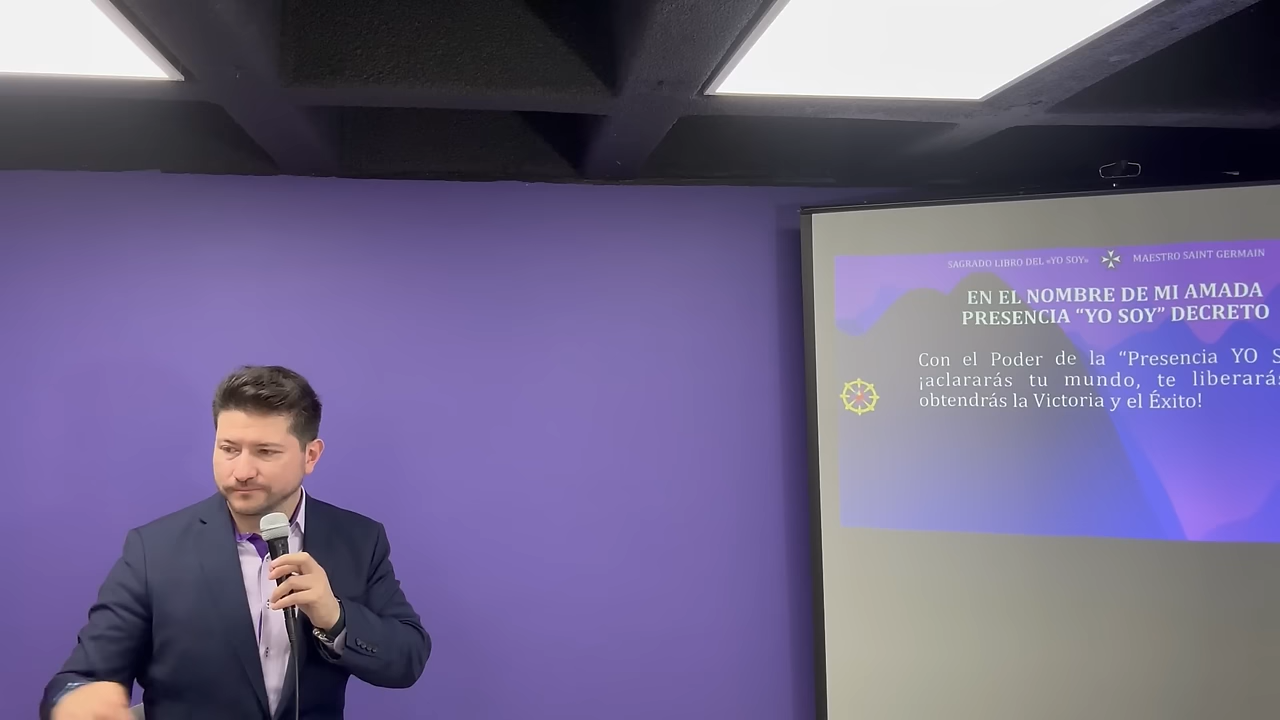 SAGRADO LIBRO DEL «YO SOY» MAESTRO SAINT GERMAIN
EN EL NOMBRE DE MI AMADA
PRESENCIA “YO SOY” DECRETO
Con el Poder de la “Presencia YO S
¡aclararás tu mundo, te liberarás
obtendrás la Victoria y el Éxito!